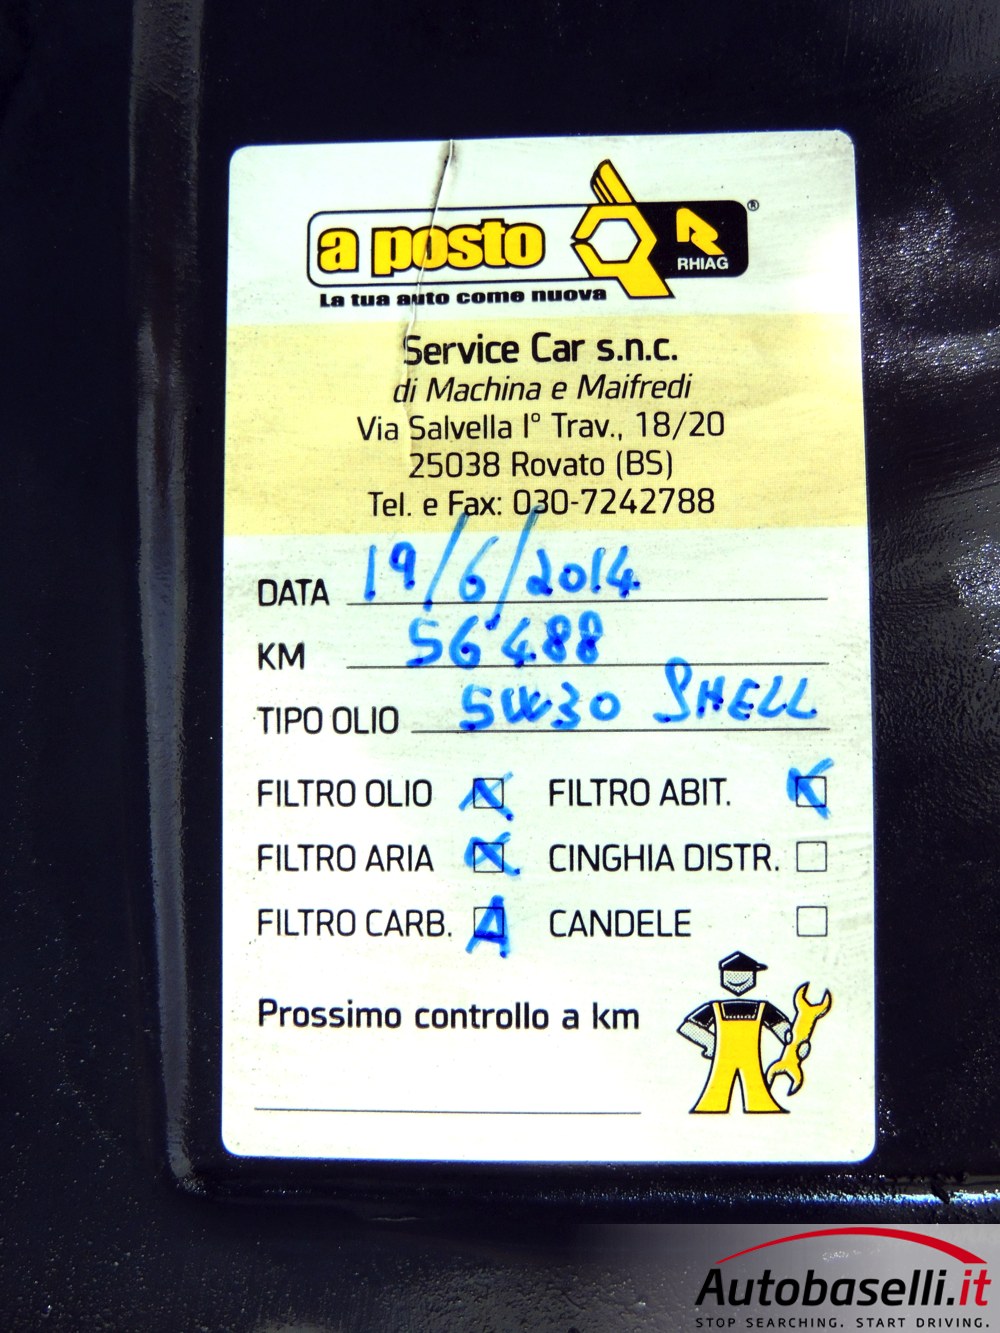 a posto RHIAG ®
La tua auto come nuova
Service Car s.n.c.
di Machina e Maifredi
Via Salvella I° Trav., 18/20
25038 Rovato (BS)
Tel. e Fax: 030-7242788
DATA 19/6/2014
KM 56'488
TIPO OLIO 5W30 SHELL
FILTRO OLIO X FILTRO ABIT. X
FILTRO ARIA X CINGHIA DISTR.
FILTRO CARB. A CANDELE
Prossimo controllo a km
Autobaselli.it
STOP SEARCHING. START DRIVING.